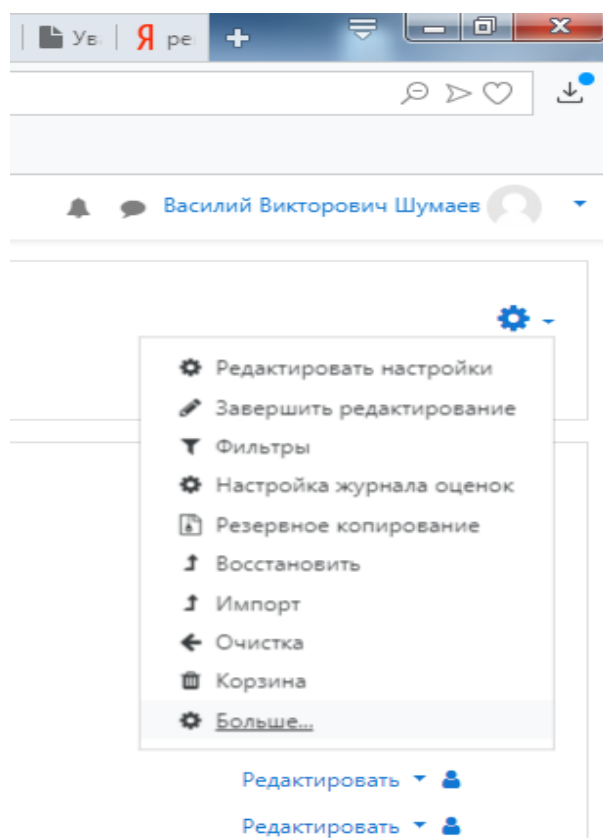 Ув
Я ре
Василий Викторович Шумаев
Редактировать настройки
Завершить редактирование
Фильтры
Настройка журнала оценок
Резервное копирование
Восстановить
Импорт
Очистка
Корзина
Больше...
Редактировать
Редактировать